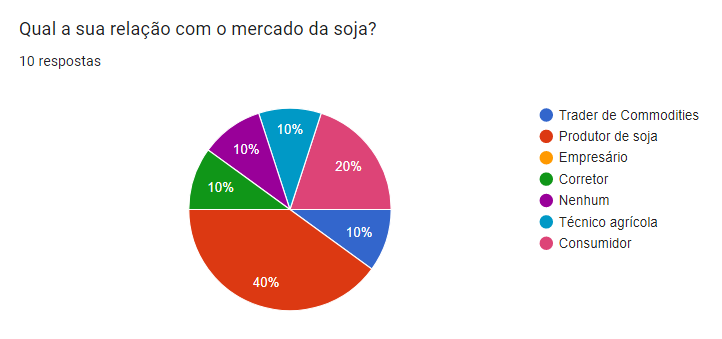 Qual a sua relação com o mercado da soja?
10 respostas
10%
20%
10%
10%
10%
40%
Trader de Commodities
Produtor de soja
Empresário
Corretor
Nenhum
Técnico agrícola
Consumidor